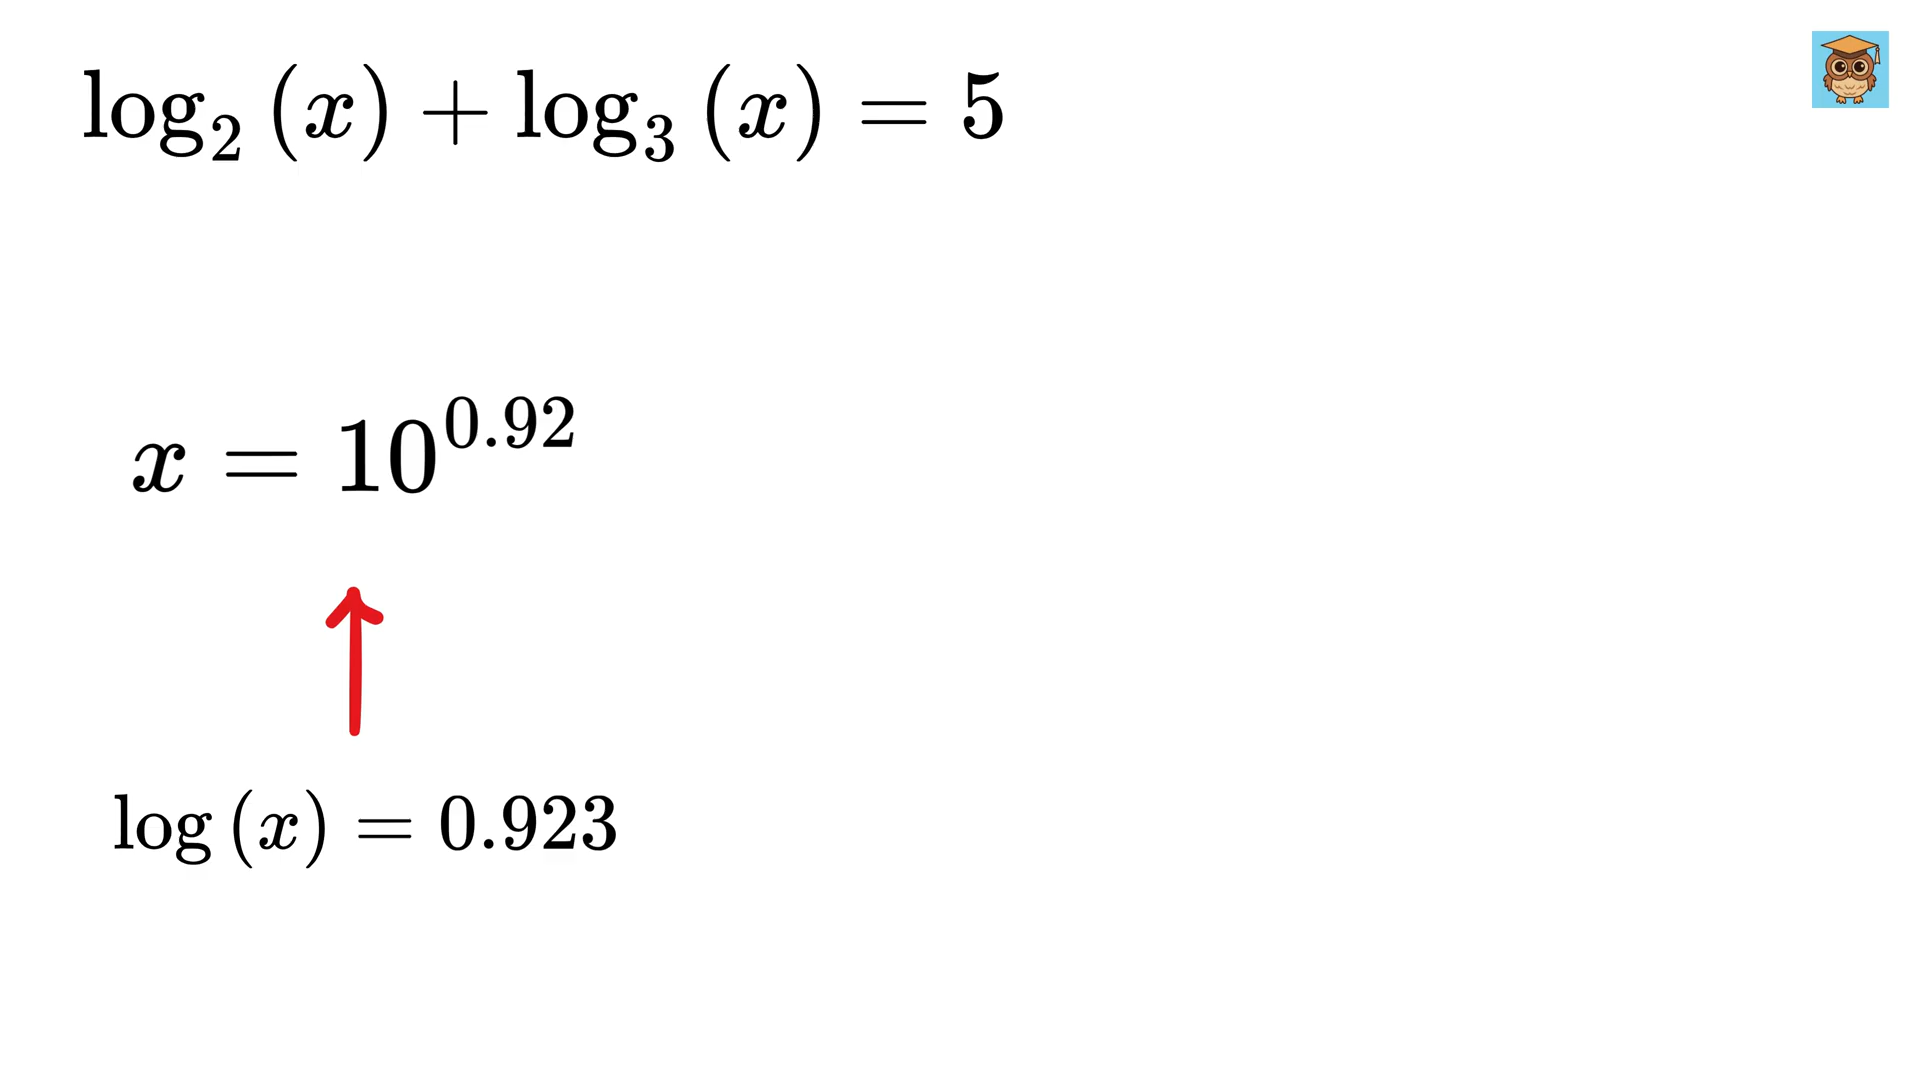 log₂ (x) + log₃ (x) = 5
x = 10^0.92
log (x) = 0.923